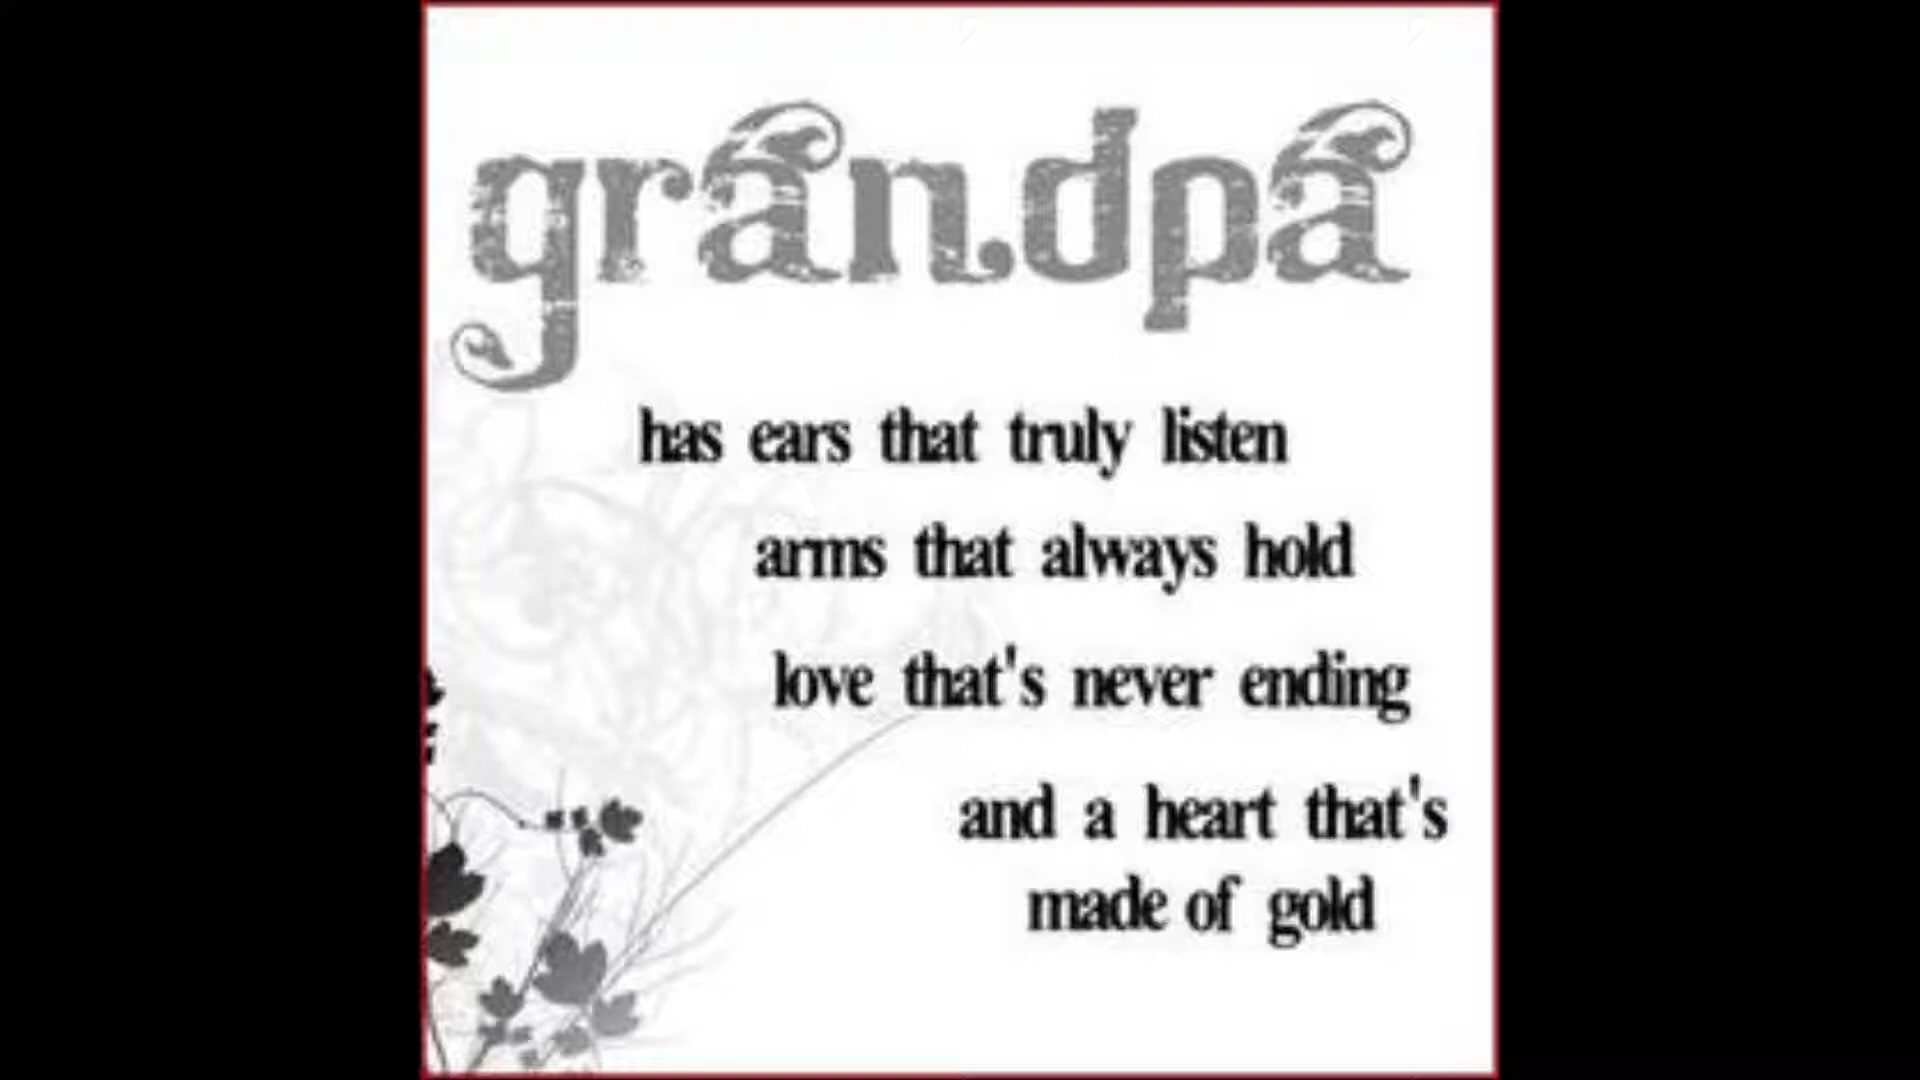 grandpa
has ears that truly listen
arms that always hold
love that's never ending
and a heart that's
made of gold